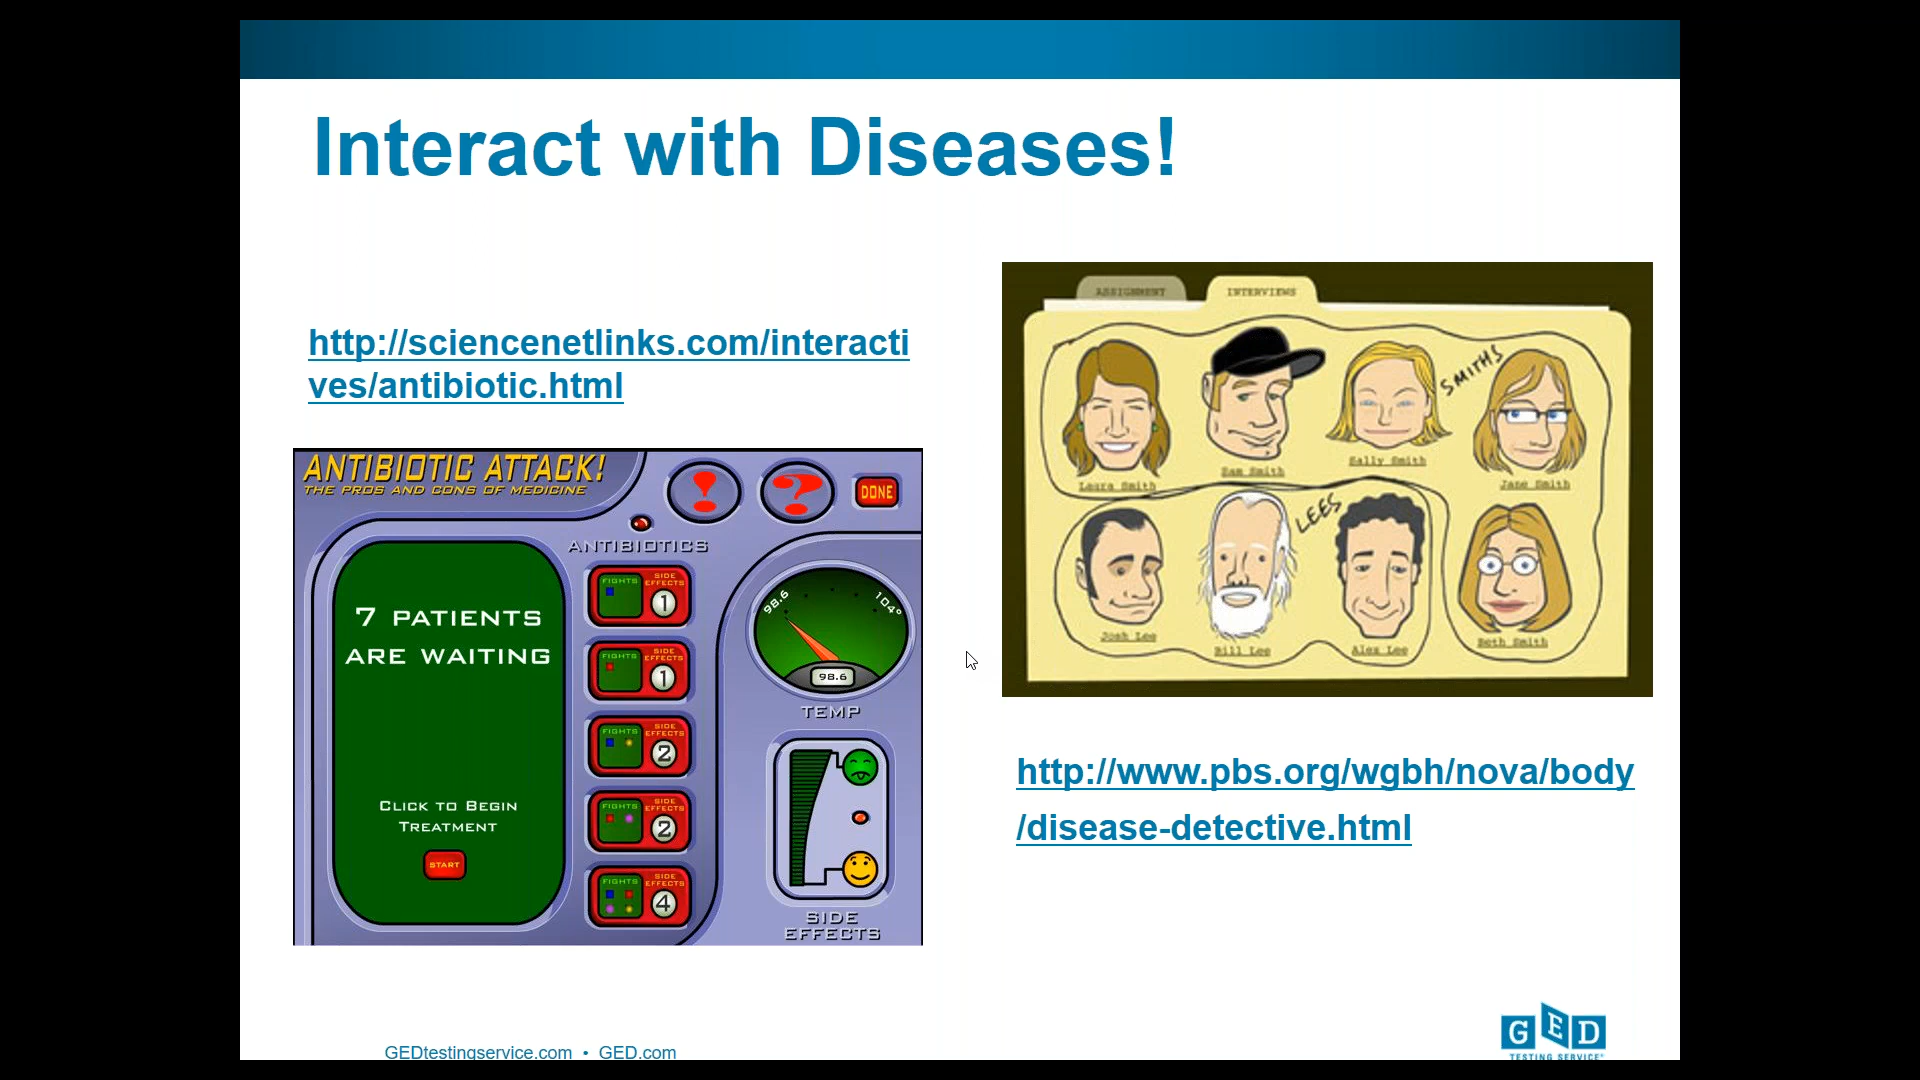 Interact with Diseases!
http://sciencenetlinks.com/interacti
ves/antibiotic.html
ANTIBIOTIC ATTACK!
THE PROS AND CONS OF MEDICINE
! ? DONE
ANTIBIOTICS
7 PATIENTS
ARE WAITING
CLICK TO BEGIN
TREATMENT
START
FIGHTS SIDE EFFECTS 1
FIGHTS SIDE EFFECTS 1
FIGHTS SIDE EFFECTS 2
FIGHTS SIDE EFFECTS 2
FIGHTS SIDE EFFECTS 4
98.6 104°
98.6
TEMP
SIDE
EFFECTS
ASSIGNMENT INTERVIEWS
SMITHS
Laura Smith Sam Smith Sally Smith Jane Smith
LEES
Josh Lee Bill Lee Alex Lee Beth Smith
http://www.pbs.org/wgbh/nova/body
/disease-detective.html
GEDtestingservice.com • GED.com
GED
TESTING SERVICE